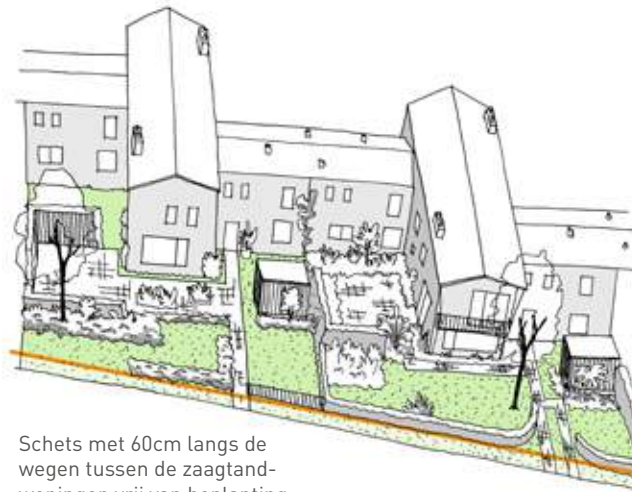 Schets met 60cm langs de
wegen tussen de zaagtand-
woningen vrij van beplanting